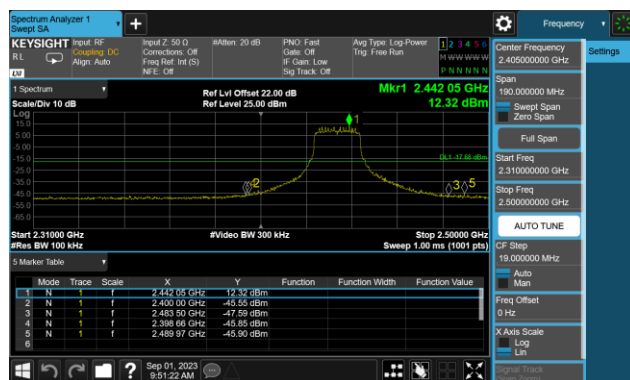 Spectrum Analyzer 1
Swept SA
+
Frequency
KEYSIGHT
RL
LXI
Input: RF
Coupling: DC
Align: Auto
Input Z: 50 Ω
Corrections: Off
Freq Ref: Int (S)
NFE: Off
#Atten: 20 dB
PNO: Fast
Gate: Off
IF Gain: Low
Sig Track: Off
Avg Type: Log-Power
Trig: Free Run
1 2 3 4 5 6
M W W W W W
P N N N N N
1 Spectrum
Scale/Div 10 dB
Ref Lvl Offset 22.00 dB
Ref Level 25.00 dBm
Mkr1 2.442 05 GHz
12.32 dBm
Log
15.0
5.00
-5.00
-15.0
-25.0
-35.0
-45.0
-55.0
-65.0
1
DL1 -17.68 dBm
2
3
5
Start 2.31000 GHz
#Res BW 100 kHz
#Video BW 300 kHz
Stop 2.50000 GHz
Sweep 1.00 ms (1001 pts)
5 Marker Table
Mode Trace Scale X Y Function Function Width Function Value
1 N 1 f 2.442 05 GHz 12.32 dBm
2 N 1 f 2.400 00 GHz -45.55 dBm
3 N 1 f 2.483 50 GHz -47.59 dBm
4 N 1 f 2.398 66 GHz -45.85 dBm
5 N 1 f 2.489 97 GHz -45.90 dBm
6
Sep 01, 2023
9:51:22 AM
?
Center Frequency
2.405000000 GHz
Settings
Span
190.000000 MHz
Swept Span
Zero Span
Full Span
Start Freq
2.310000000 GHz
Stop Freq
2.500000000 GHz
AUTO TUNE
CF Step
19.000000 MHz
Auto
Man
Freq Offset
0 Hz
X Axis Scale
Log
Lin
Signal Track